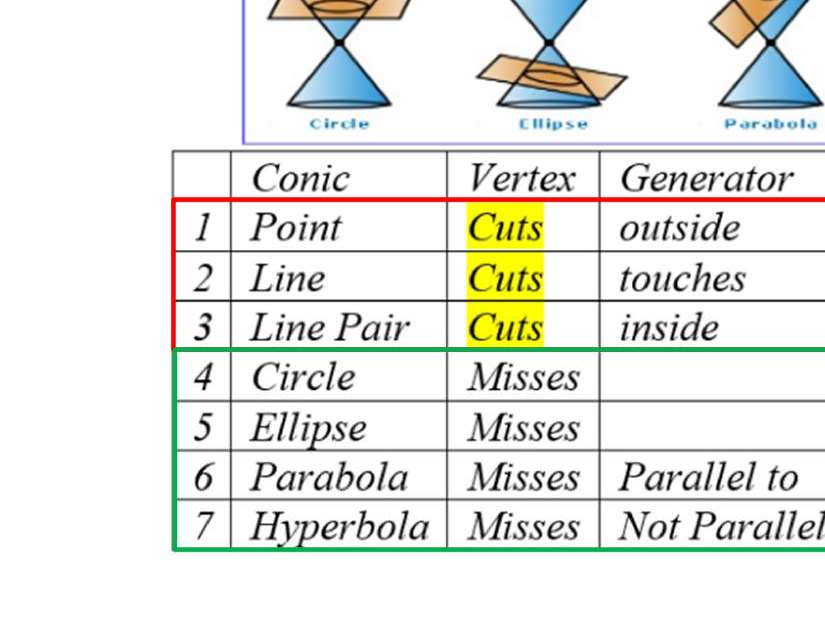 Circle Ellipse Parabola
Conic Vertex Generator
1 Point Cuts outside
2 Line Cuts touches
3 Line Pair Cuts inside
4 Circle Misses
5 Ellipse Misses
6 Parabola Misses Parallel to
7 Hyperbola Misses Not Parallel